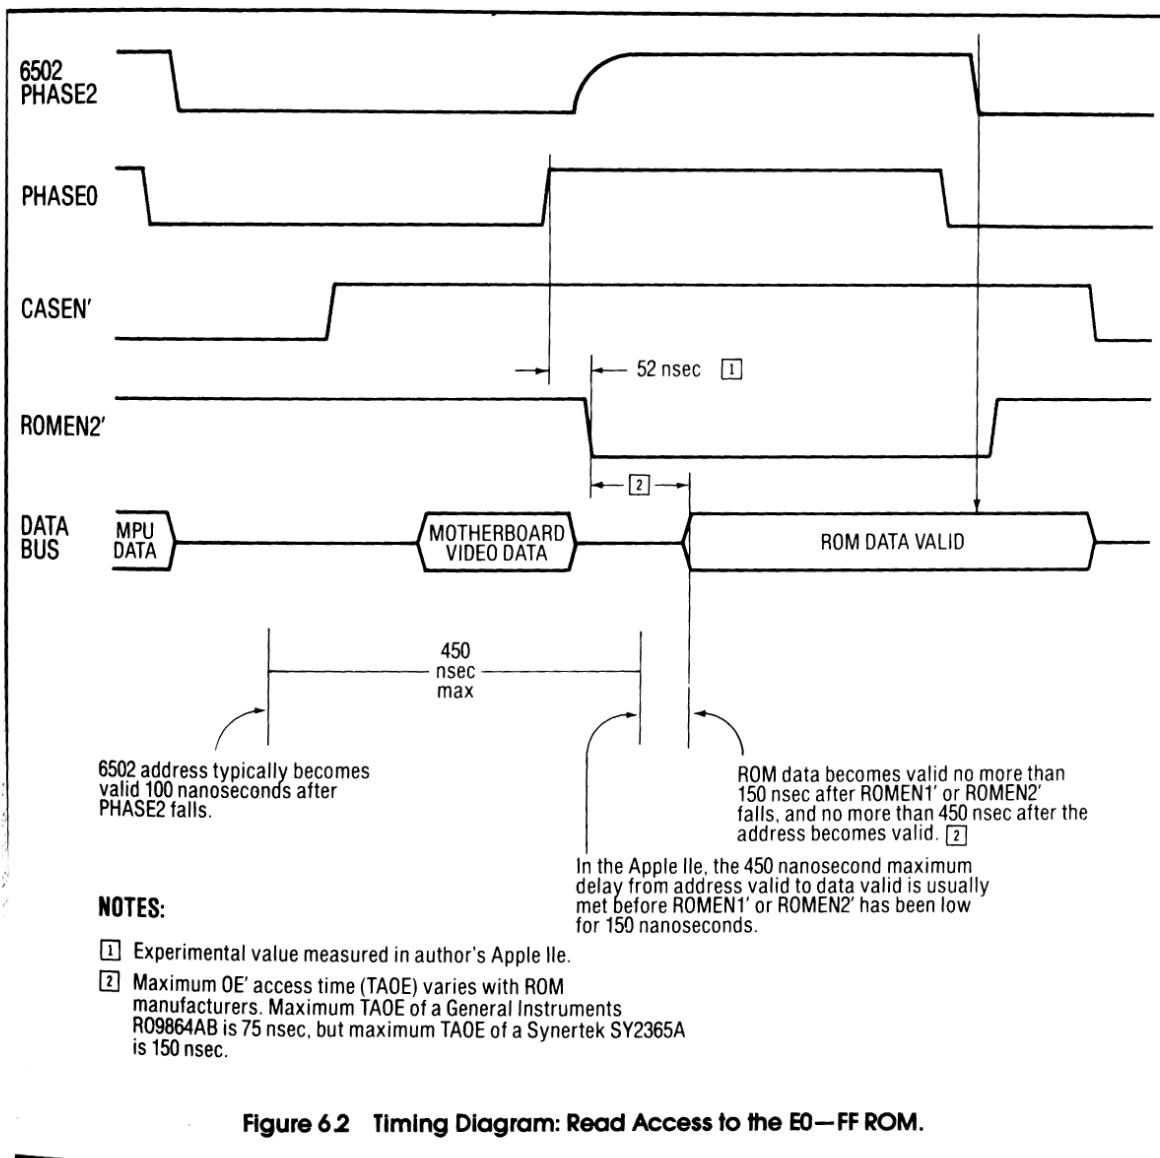 6502
PHASE2
PHASE0
CASEN'
52 nsec 1
ROMEN2'
2
DATA
BUS
MPU
DATA
MOTHERBOARD
VIDEO DATA
ROM DATA VALID
450
nsec
max
6502 address typically becomes
valid 100 nanoseconds after
PHASE2 falls.
ROM data becomes valid no more than
150 nsec after ROMEN1' or ROMEN2'
falls, and no more than 450 nsec after the
address becomes valid. 2
In the Apple IIe, the 450 nanosecond maximum
delay from address valid to data valid is usually
met before ROMEN1' or ROMEN2' has been low
for 150 nanoseconds.
NOTES:
1 Experimental value measured in author's Apple IIe.
2 Maximum OE' access time (TAOE) varies with ROM
manufacturers. Maximum TAOE of a General Instruments
RO9864AB is 75 nsec, but maximum TAOE of a Synertek SY2365A
is 150 nsec.
Figure 6.2 Timing Diagram: Read Access to the E0—FF ROM.